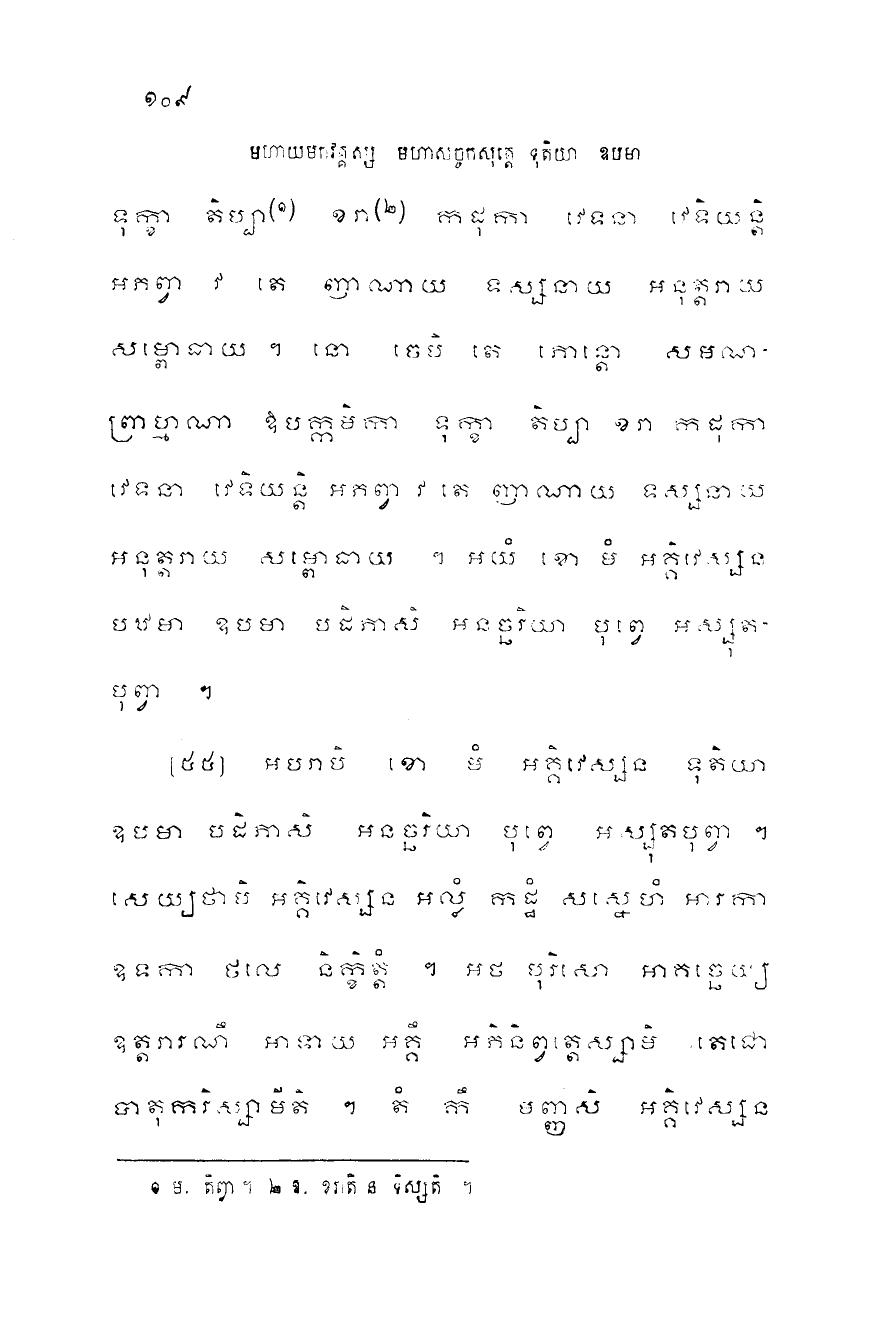 ១០៩
មហាយមកវគ្គស្ស មហាសច្ចកសុត្តេ ទុតិយា ឧបមា
ទុក្ខា តិប្បា(១) ខរា(២) កដុកា វេទនា វេទិយន្តិ
អភព្វា វ តេ ញាណាយ ទស្សនាយ អនុត្តរាយ
សម្ពោធាយ ។ នោ ចេបិ តេ ភោន្តោ សមណ-
ព្រាហ្មណា ឱបក្កមិកា ទុក្ខា តិប្បា ខរា កដុកា
វេទនា វេទិយន្តិ អភព្វា វ តេ ញាណាយ ទស្សនាយ
អនុត្តរាយ សម្ពោធាយ ។ អយំ ខោ មំ អគ្គិវេស្សន
បឋមា ឧបមា បដិភាសិ អនច្ឆរិយា បុព្វេ អស្សុត-
បុព្វា ។
[៥៥] អបរាបិ ខោ មំ អគ្គិវេស្សន ទុតិយា
ឧបមា បដិភាសិ អនច្ឆរិយា បុព្វេ អស្សុតបុព្វា ។
សេយ្យថាបិ អគ្គិវេស្សន អល្លំ កដ្ឋំ សស្នេហំ អារកា
ឧទកា ថលេ និក្ខិត្តំ ។ អថ បុរិសោ អាគច្ឆេយ្យ
ឧត្តរារណឹ អាទាយ អគ្គឹ អភិនិព្វត្តេស្សាមិ តេជោ
ធាតុការិស្សាមីតិ ។ តំ កឹ មញ្ញសិ អគ្គិវេស្សន
១ ម. តិព្វា ។ ២ ឱ. ខរាតិ ន ទិស្សតិ ។